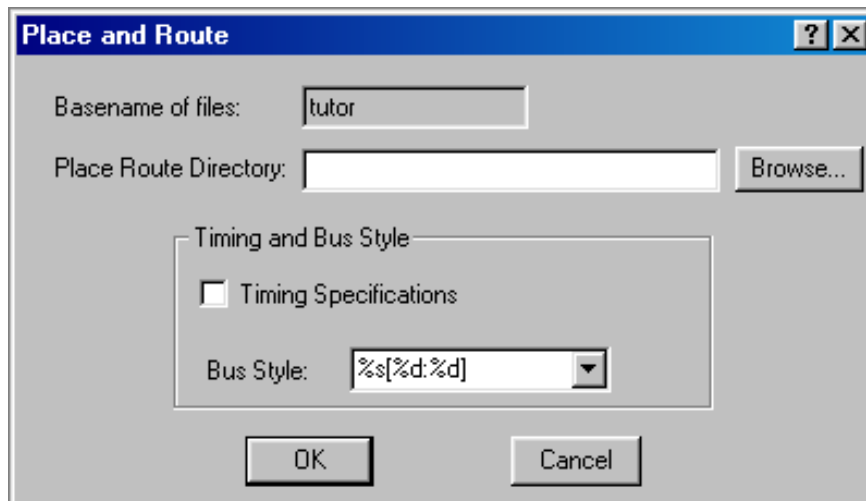 Place and Route
Basename of files: tutor
Place Route Directory: Browse...
Timing and Bus Style
Timing Specifications
Bus Style: %s[%d:%d]
OK Cancel